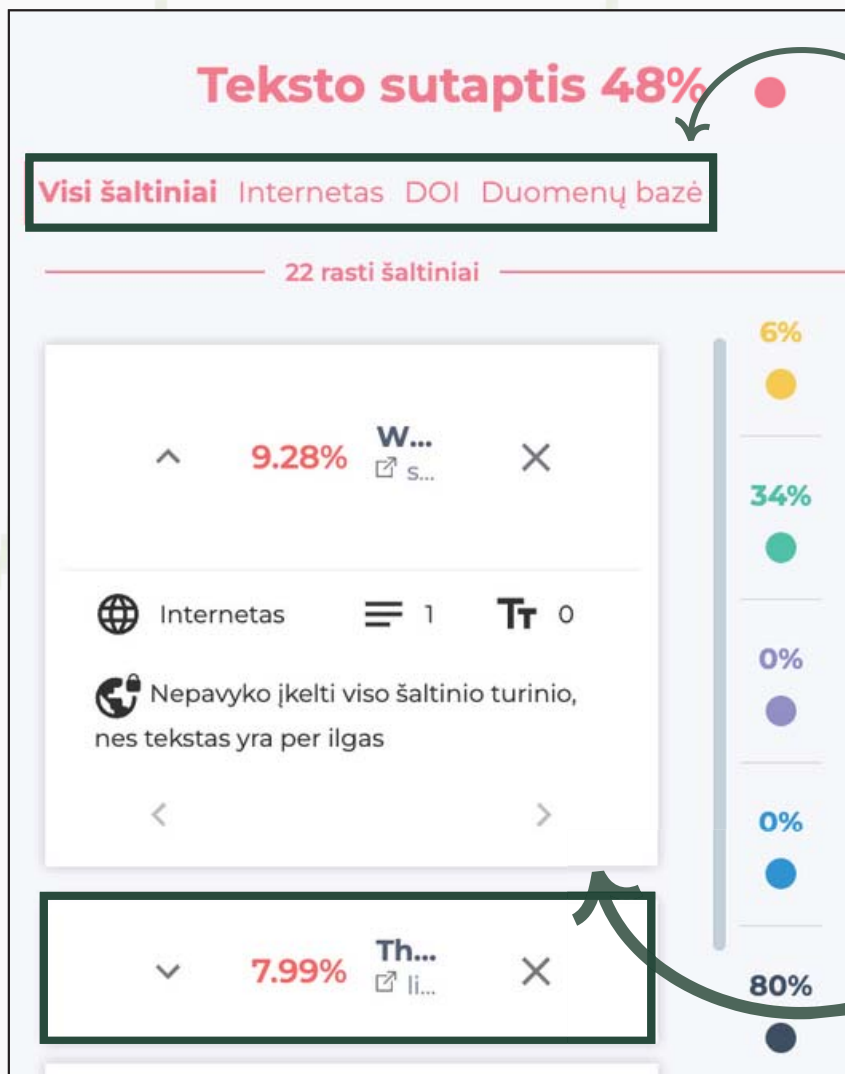 Teksto sutaptis 48%
Visi šaltiniai Internetas DOI Duomenų bazė
22 rasti šaltiniai
6%
9.28% W...
s...
34%
Internetas 1 Tт 0
0%
Nepavyko įkelti viso šaltinio turinio,
nes tekstas yra per ilgas
0%
7.99% Th...
li...
80%